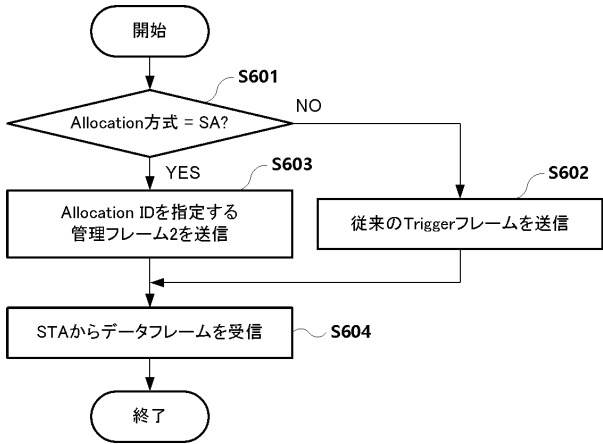 開始
S601
Allocation方式 = SA?
NO
YES
S603
S602
Allocation IDを指定する
管理フレーム2を送信
従来のTriggerフレームを送信
STAからデータフレームを受信
S604
終了